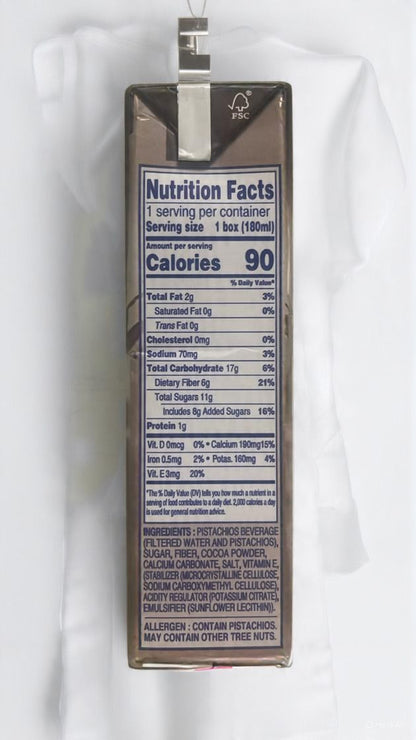 FSC®
Nutrition Facts
1 serving per container
Serving size 1 box (180ml)
Amount per serving
Calories 90
% Daily Value*
Total Fat 2g 3%
Saturated Fat 0g 0%
Trans Fat 0g
Cholesterol 0mg 0%
Sodium 70mg 3%
Total Carbohydrate 17g 6%
Dietary Fiber 6g 21%
Total Sugars 11g
Includes 8g Added Sugars 16%
Protein 1g
Vit. D 0mcg 0% • Calcium 190mg15%
Iron 0.5mg 2% • Potas. 160mg 4%
Vit. E 3mg 20%
*The % Daily Value (DV) tells you how much a nutrient in a
serving of food contributes to a daily diet. 2,000 calories a day
is used for general nutrition advice.
INGREDIENTS : PISTACHIOS BEVERAGE
(FILTERED WATER AND PISTACHIOS),
SUGAR, FIBER, COCOA POWDER,
CALCIUM CARBONATE, SALT, VITAMIN E,
(STABILIZER (MICROCRYSTALLINE CELLULOSE,
SODIUM CARBOXYMETHYL CELLULOSE),
ACIDITY REGULATOR (POTASSIUM CITRATE),
EMULSIFIER (SUNFLOWER LECITHIN)).
ALLERGEN : CONTAIN PISTACHIOS.
MAY CONTAIN OTHER TREE NUTS.